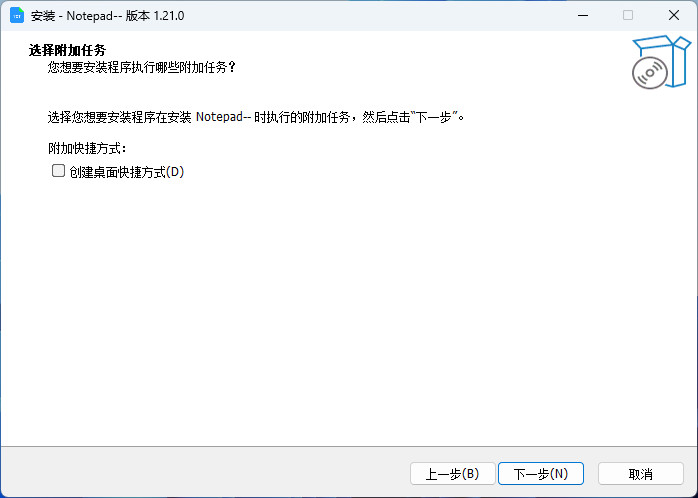 安装 - Notepad-- 版本 1.21.0
选择附加任务
您想要安装程序执行哪些附加任务？
选择您想要安装程序在安装 Notepad-- 时执行的附加任务，然后点击“下一步”。
附加快捷方式：
创建桌面快捷方式(D)
上一步(B) 下一步(N) 取消